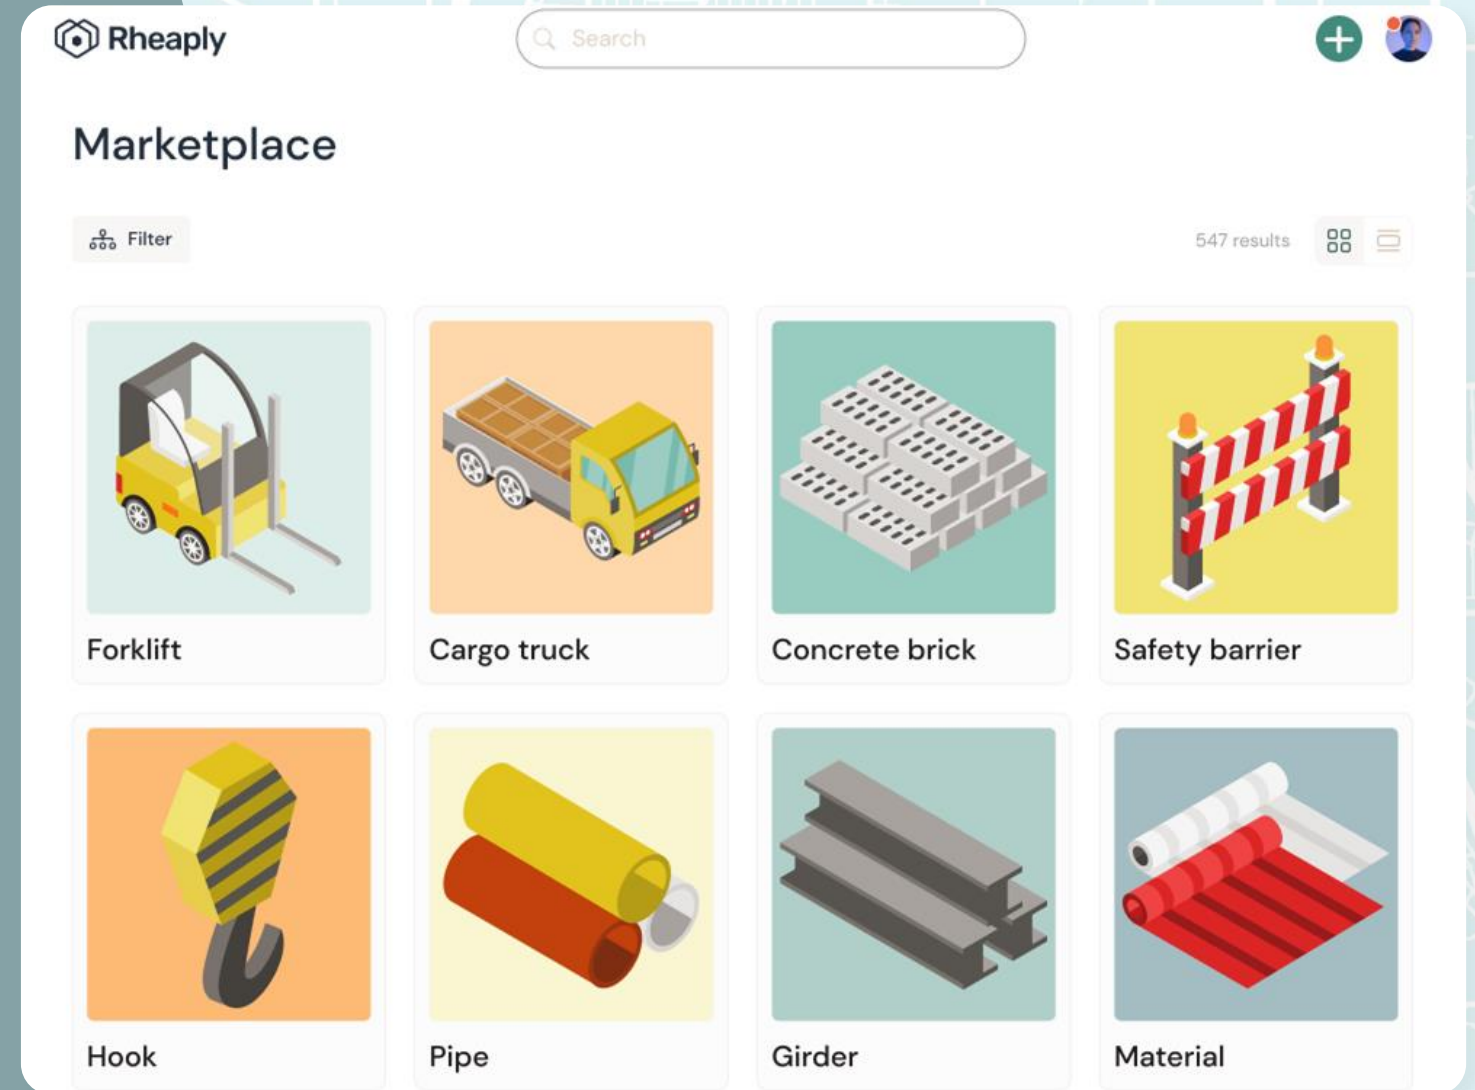 Rheaply
Search
Marketplace
Filter
547 results
Forklift
Cargo truck
Concrete brick
Safety barrier
Hook
Pipe
Girder
Material